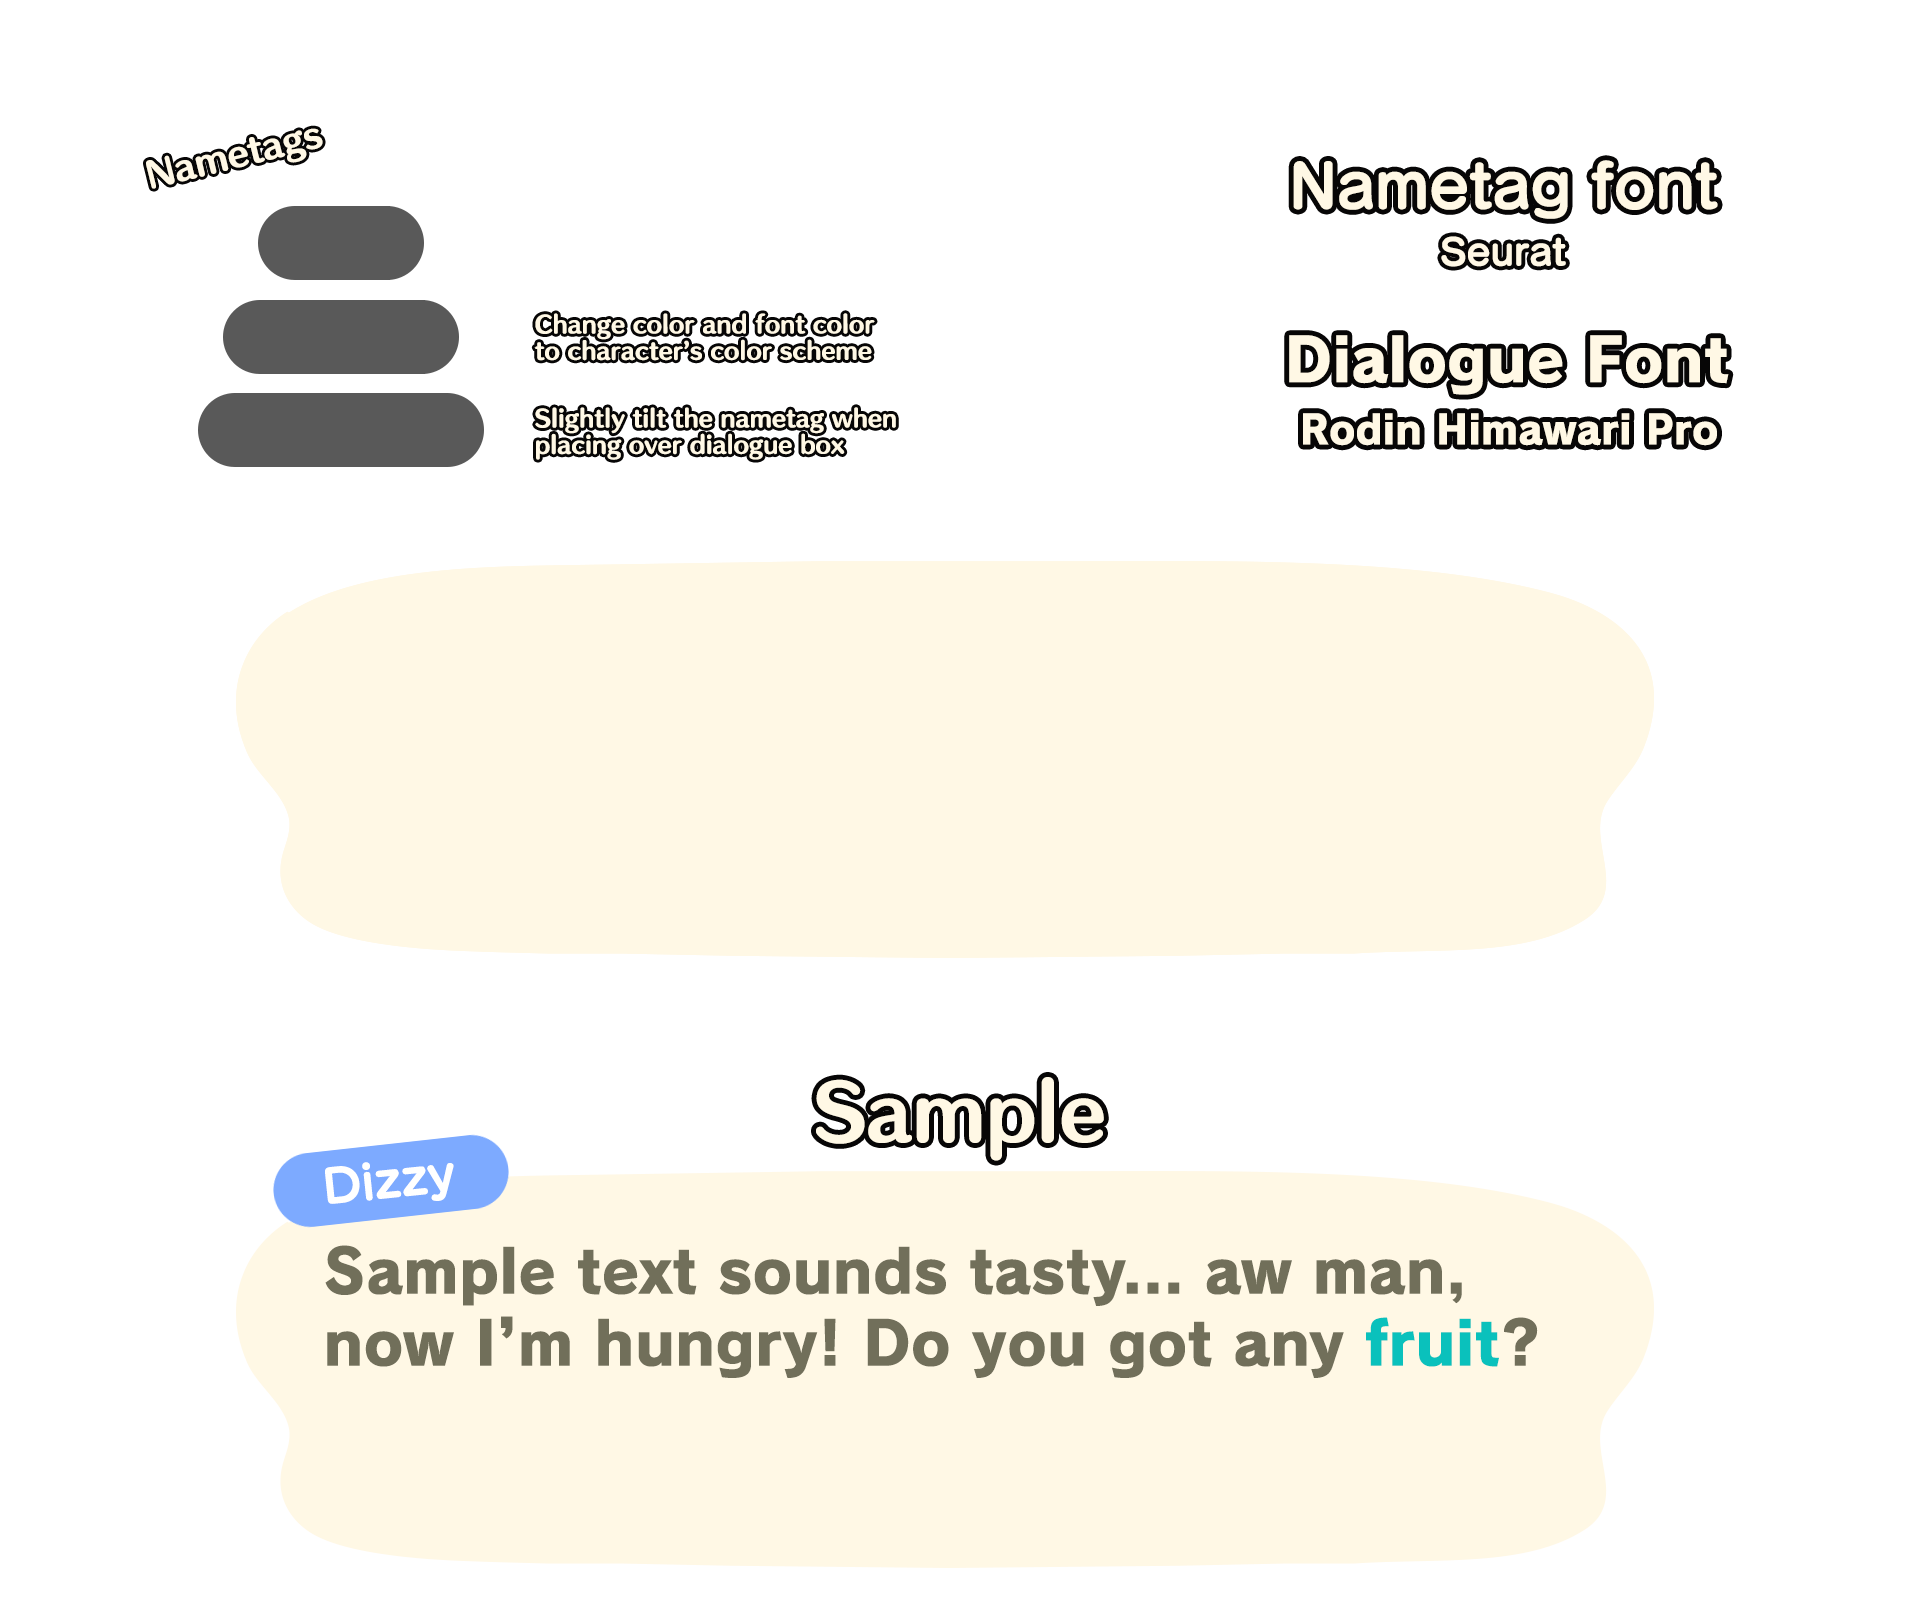 Nametags
Change color and font color
to character's color scheme
Slightly tilt the nametag when
placing over dialogue box
Nametag font
Seurat
Dialogue Font
Rodin Himawari Pro
Sample
Dizzy
Sample text sounds tasty... aw man,
now I’m hungry! Do you got any fruit?